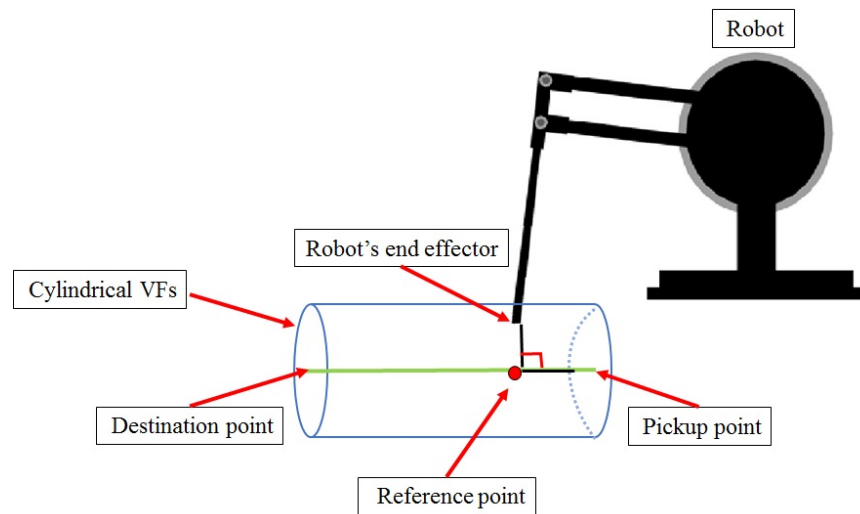 Robot
Robot's end effector
Cylindrical VFs
Destination point
Pickup point
Reference point